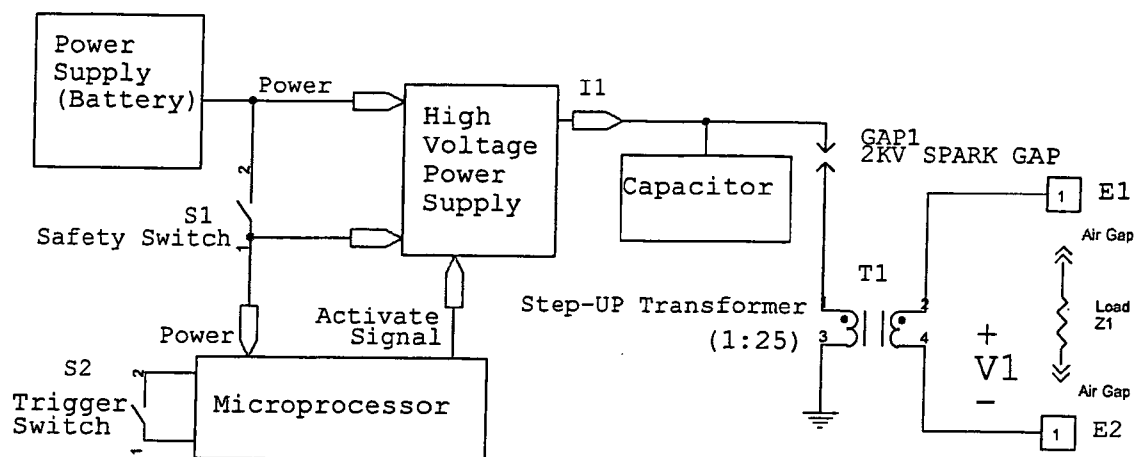 Power
Supply
(Battery)
Power
I1
High
Voltage
Power
Supply
GAP1
2KV SPARK GAP
Capacitor
1
E1
2
S1
Safety Switch
1
Air Gap
T1
Step-UP Transformer
(1:25)
1
3
2
4
+
V1
-
Load
Z1
Air Gap
Activate
Signal
Power
S2
Trigger
Switch
2
1
Microprocessor
1
E2